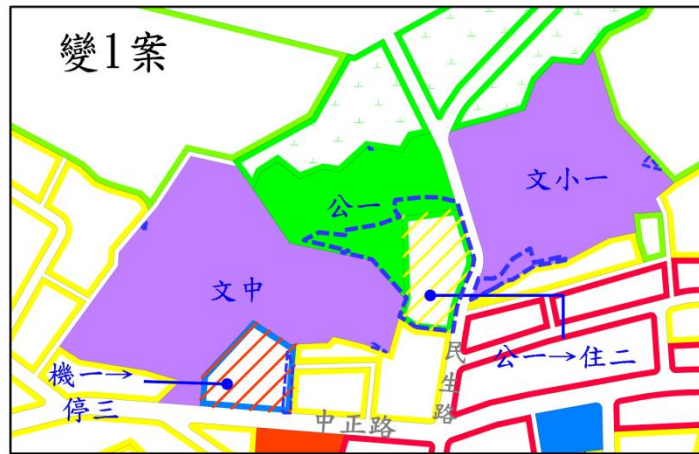 變1案
文小一
公一
文中
機一→
停三
公一→住二
民生路
中正路